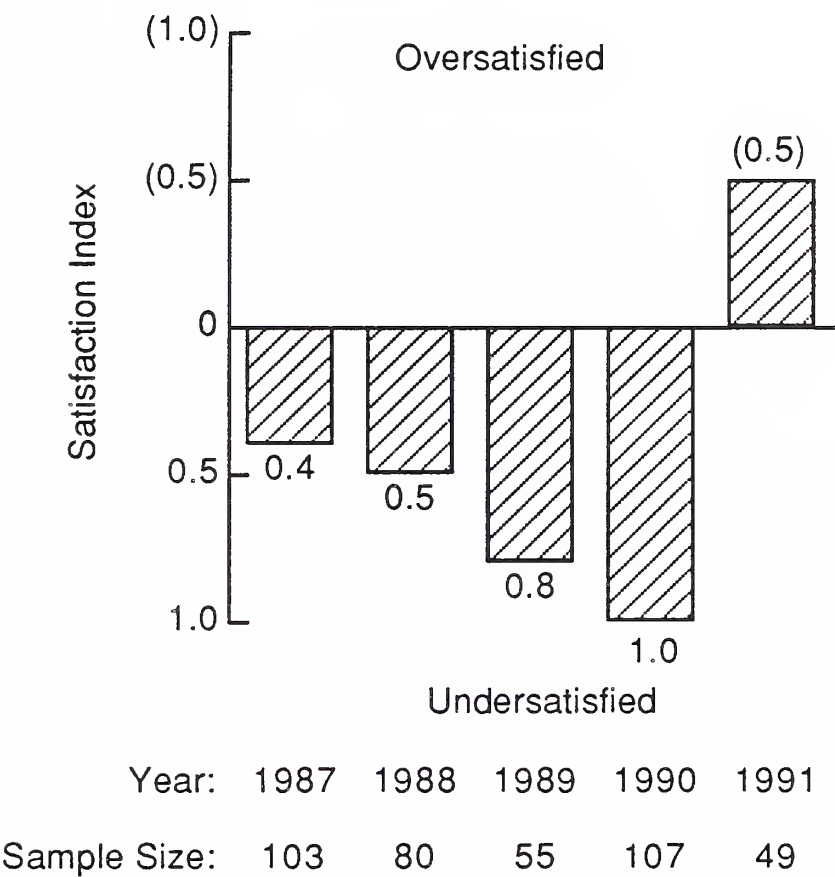 (1.0)
Oversatisfied
(0.5)
(0.5)
Satisfaction Index
0
0.4
0.5
0.5
0.8
1.0
1.0
Undersatisfied
Year: 1987 1988 1989 1990 1991
Sample Size: 103 80 55 107 49